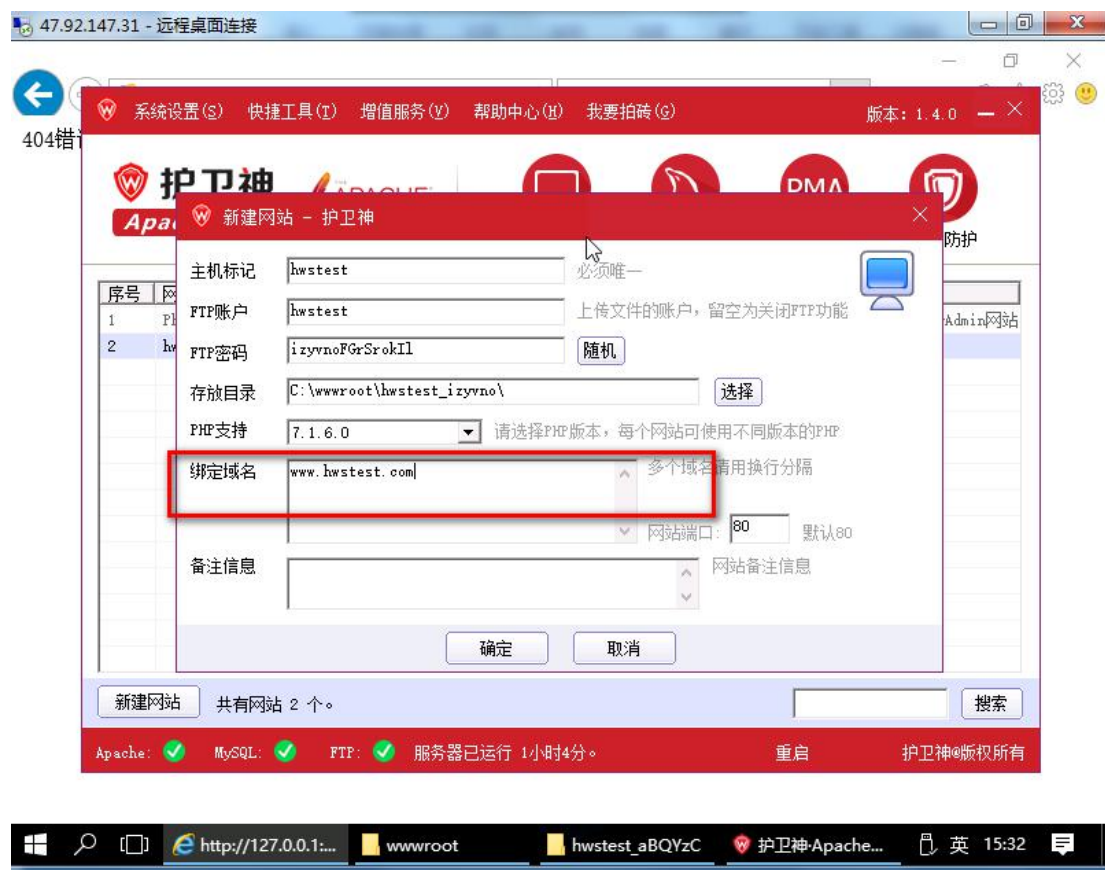 47.92.147.31 - 远程桌面连接
系统设置(S) 快捷工具(T) 增值服务(V) 帮助中心(H) 我要拍砖(G) 版本: 1.4.0
护卫神
PMA
新建网站 - 护卫神
防护
主机标记 hwstest 必须唯一
序号
FTP账户 hwstest 上传文件的账户，留空为关闭FTP功能
1 Admin网站
FTP密码 izyvnoFGrSrokIl 随机
2
存放目录 C:\wwwroot\hwstest_izyvno\ 选择
PHP支持 7.1.6.0 请选择PHP版本，每个网站可使用不同版本的PHP
绑定域名 www.hwstest.com 多个域名请用换行分隔
网站端口: 80 默认80
备注信息 网站备注信息
确定 取消
新建网站 共有网站 2 个。 搜索
Apache: MySQL: FTP: 服务器已运行 1小时4分。 重启 护卫神@版权所有
http://127.0.0.1:... wwwroot hwstest_aBQYzC 护卫神·Apache... 英 15:32